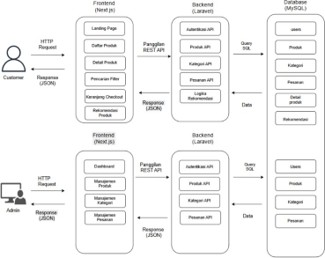 Frontend
(Next.js)
Backend
(Laravel)
Database
(MySQL)
Landing Page
Daftar Produk
Detail Produk
Pencarian Filter
Keranjang Checkout
Rekomendasi Produk
HTTP
Request
Response
(JSON)
Customer
Panggilan
REST API
Response
(JSON)
Autentikasi API
Produk API
Kategori API
Pesanan API
Logika
Rekomendasi
Query
SQL
Data
users
Produk
Kategori
Pesanan
Detail
produk
Rekomendasi
Frontend
(Next.js)
Backend
(Laravel)
Dashboard
Manajemen
Produk
Manajemen
Kategori
Manajemen
Pesanan
HTTP
Request
Response
(JSON)
Admin
Panggilan
REST API
Response
(JSON)
Autentikasi API
Produk API
Kategori API
Pesanan API
Query
SQL
Data
Users
Produk
Kategori
Pesanan